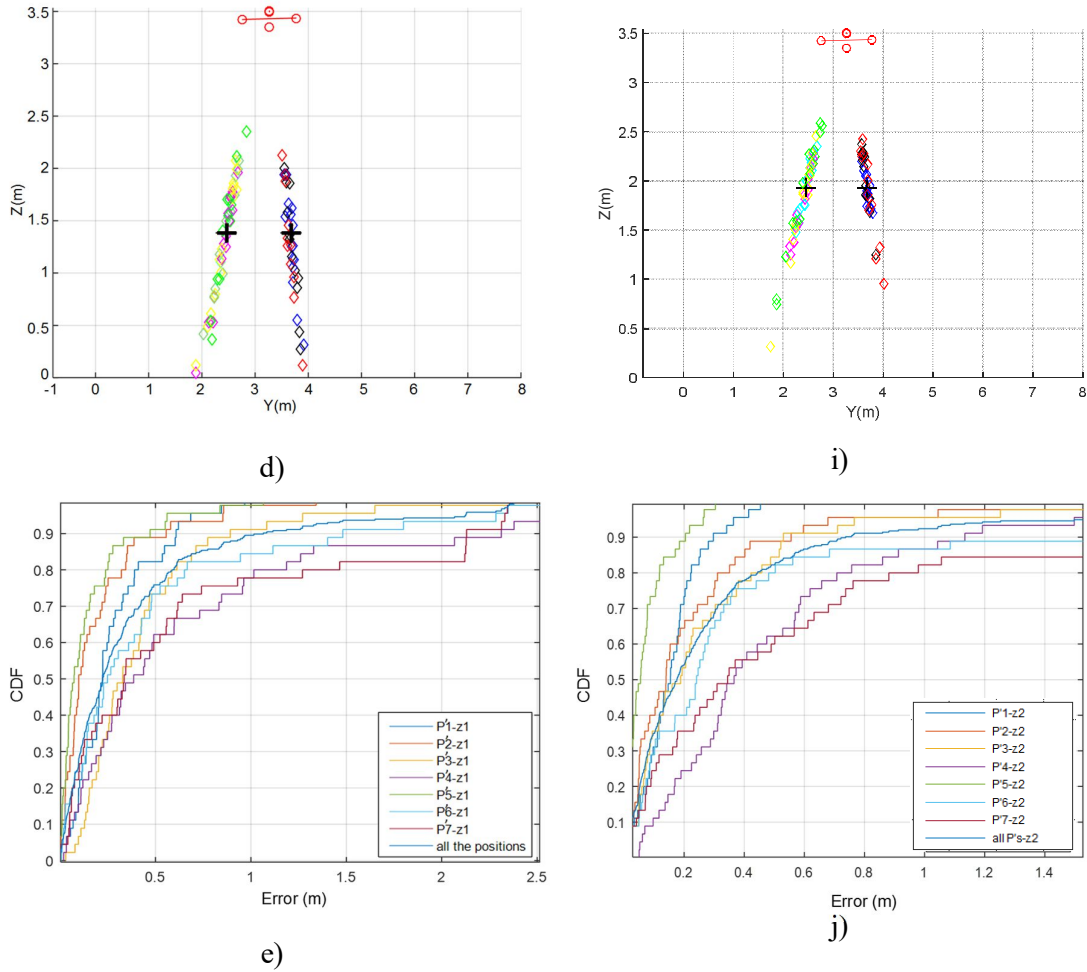 3.5
3
2.5
2
1.5
1
0.5
0
Z(m)
-1 0 1 2 3 4 5 6 7 8
Y(m)
d)
3.5
3
2.5
2
1.5
1
0.5
0
Z(m)
0 1 2 3 4 5 6 7 8
Y(m)
i)
0.9
0.8
0.7
0.6
0.5
0.4
0.3
0.2
0.1
0
CDF
0.5 1 1.5 2 2.5
Error (m)
P'1-z1
P'2-z1
P'3-z1
P'4-z1
P'5-z1
P'6-z1
P'7-z1
all the positions
e)
0.9
0.8
0.7
0.6
0.5
0.4
0.3
0.2
0.1
CDF
0.2 0.4 0.6 0.8 1 1.2 1.4
Error (m)
P'1-z2
P'2-z2
P'3-z2
P'4-z2
P'5-z2
P'6-z2
P'7-z2
all P's-z2
j)